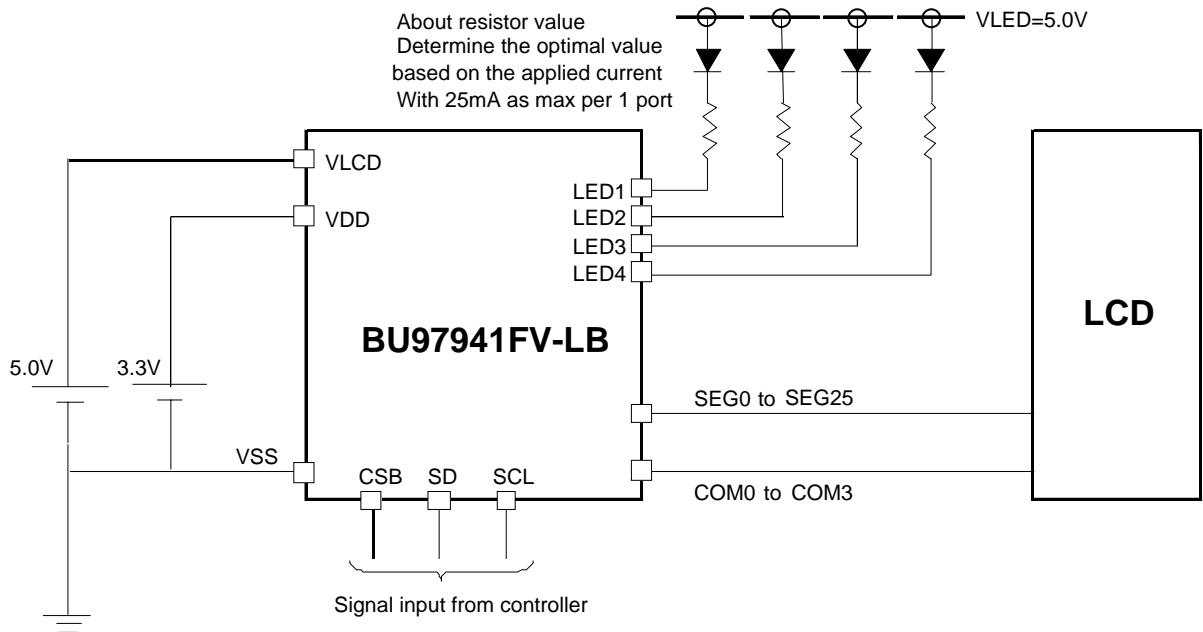 About resistor value
Determine the optimal value
based on the applied current
With 25mA as max per 1 port
VLED=5.0V
VLCD
VDD
LED1
LED2
LED3
LED4
BU97941FV-LB
LCD
5.0V
3.3V
SEG0 to SEG25
VSS
CSB SD SCL
COM0 to COM3
Signal input from controller